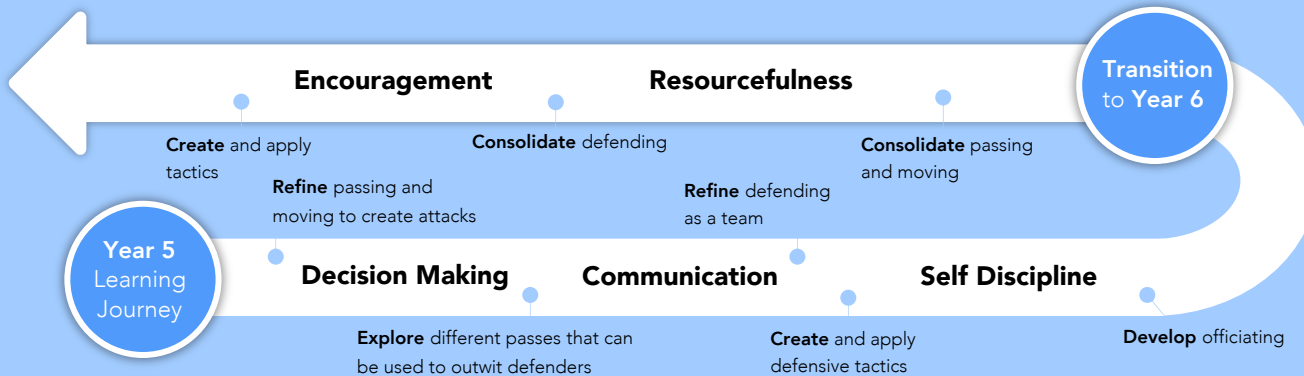 Encouragement
Resourcefulness
Transition
to Year 6
Create and apply
tactics
Consolidate defending
Consolidate passing
and moving
Refine passing and
moving to create attacks
Refine defending
as a team
Year 5
Learning
Journey
Decision Making
Communication
Self Discipline
Explore different passes that can
be used to outwit defenders
Create and apply
defensive tactics
Develop officiating